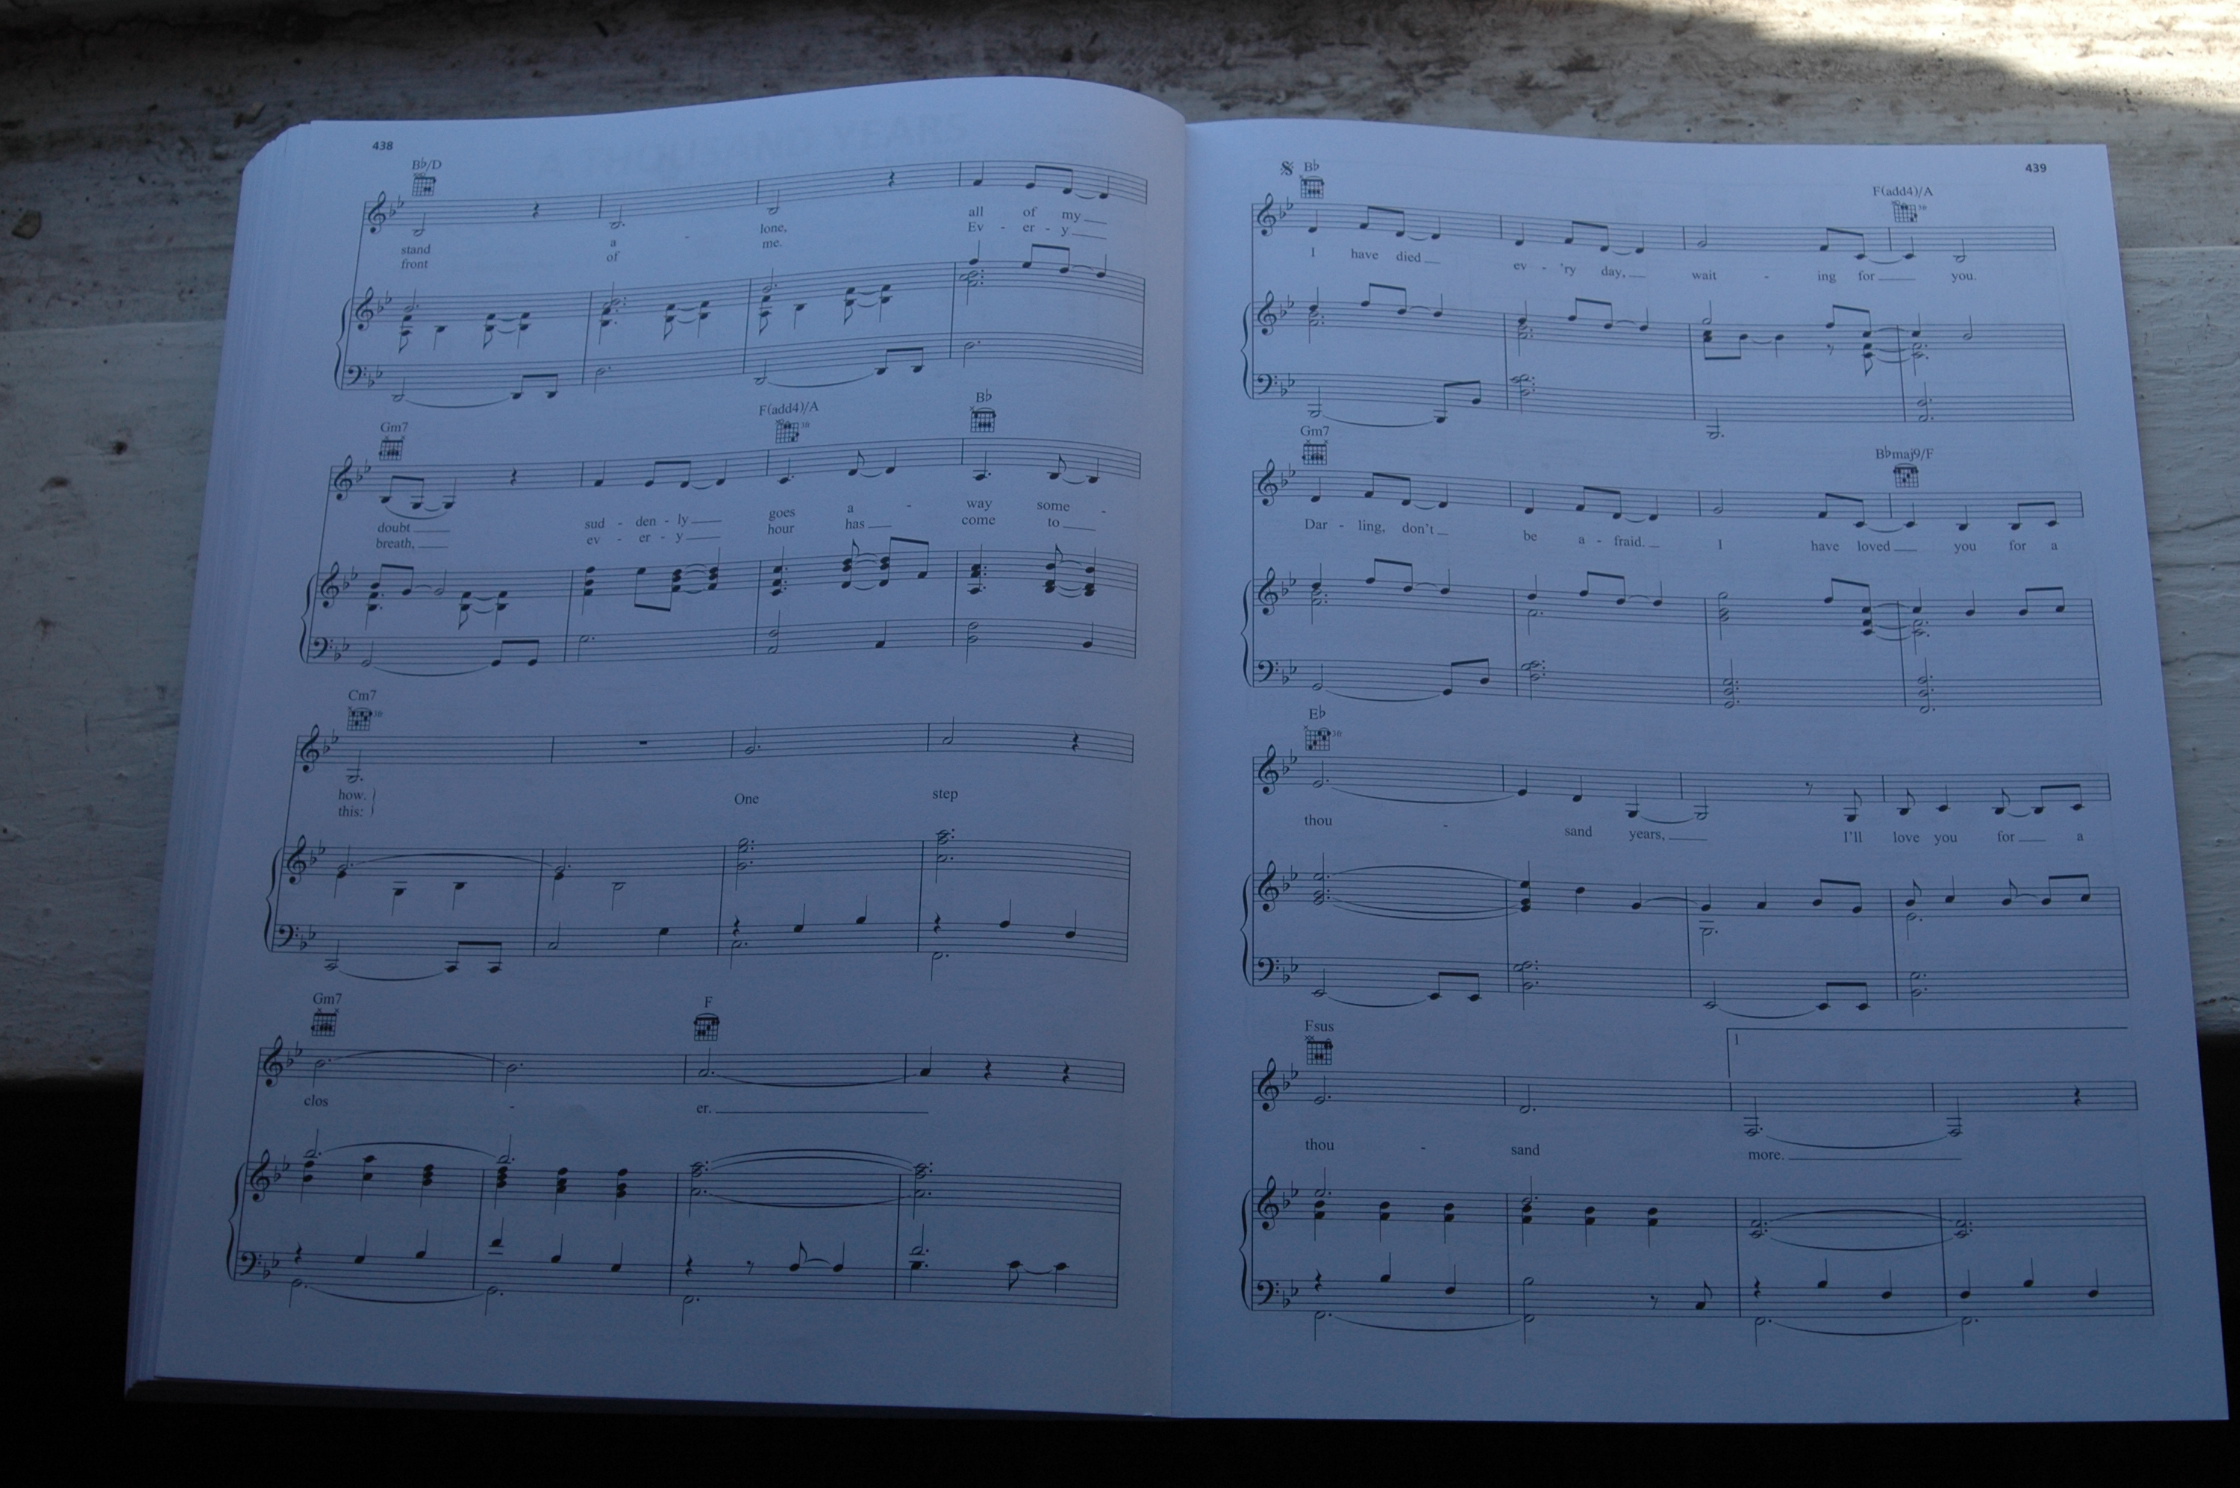 438
B♭/D
stand a - lone, all of my
front of me. Ev - er - y
Gm7 F(add4)/A B♭
doubt sud - den - ly goes a - way some -
breath, ev - er - y hour has come to
Cm7
how. One step
this:
Gm7 F
clos - er.
439
B♭ F(add4)/A
I have died ev - 'ry day, wait - ing for you.
Gm7 B♭maj9/F
Dar - ling, don't be a - fraid. I have loved you for a
E♭
thou - sand years, I'll love you for a
Fsus
1
thou - sand more.